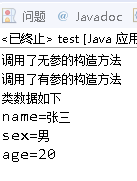 问题 @ Javadoc
<已终止> test [Java 应用
调用了无参的构造方法
调用了有参的构造方法
类数据如下
name=张三
sex=男
age=20